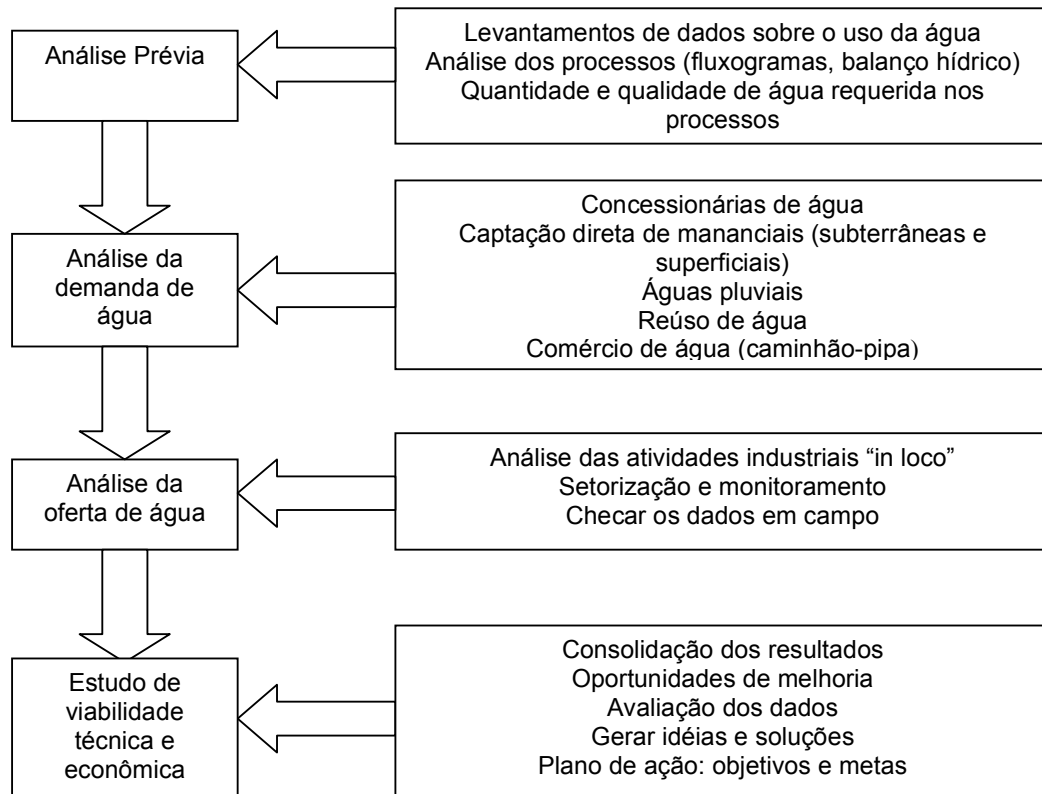 Análise Prévia
Levantamentos de dados sobre o uso da água
Análise dos processos (fluxogramas, balanço hídrico)
Quantidade e qualidade de água requerida nos
processos
Análise da
demanda de
água
Concessionárias de água
Captação direta de mananciais (subterrâneas e
superficiais)
Águas pluviais
Reúso de água
Comércio de água (caminhão-pipa)
Análise da
oferta de água
Análise das atividades industriais “in loco”
Setorização e monitoramento
Checar os dados em campo
Estudo de
viabilidade
técnica e
econômica
Consolidação dos resultados
Oportunidades de melhoria
Avaliação dos dados
Gerar idéias e soluções
Plano de ação: objetivos e metas